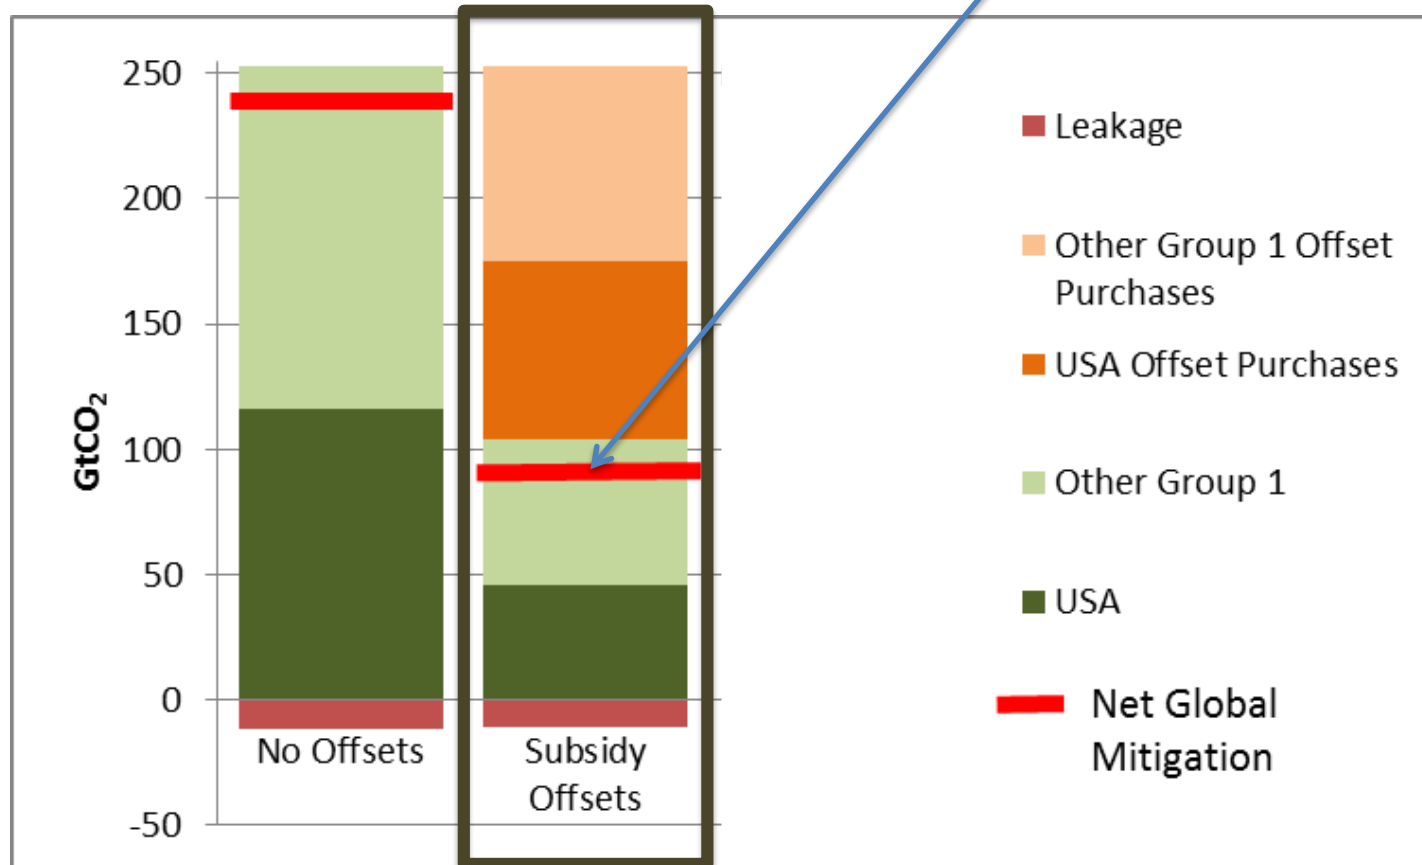 250
200
150
100
50
0
-50
GtCO₂
No Offsets
Subsidy
Offsets
Leakage
Other Group 1 Offset
Purchases
USA Offset Purchases
Other Group 1
USA
Net Global
Mitigation